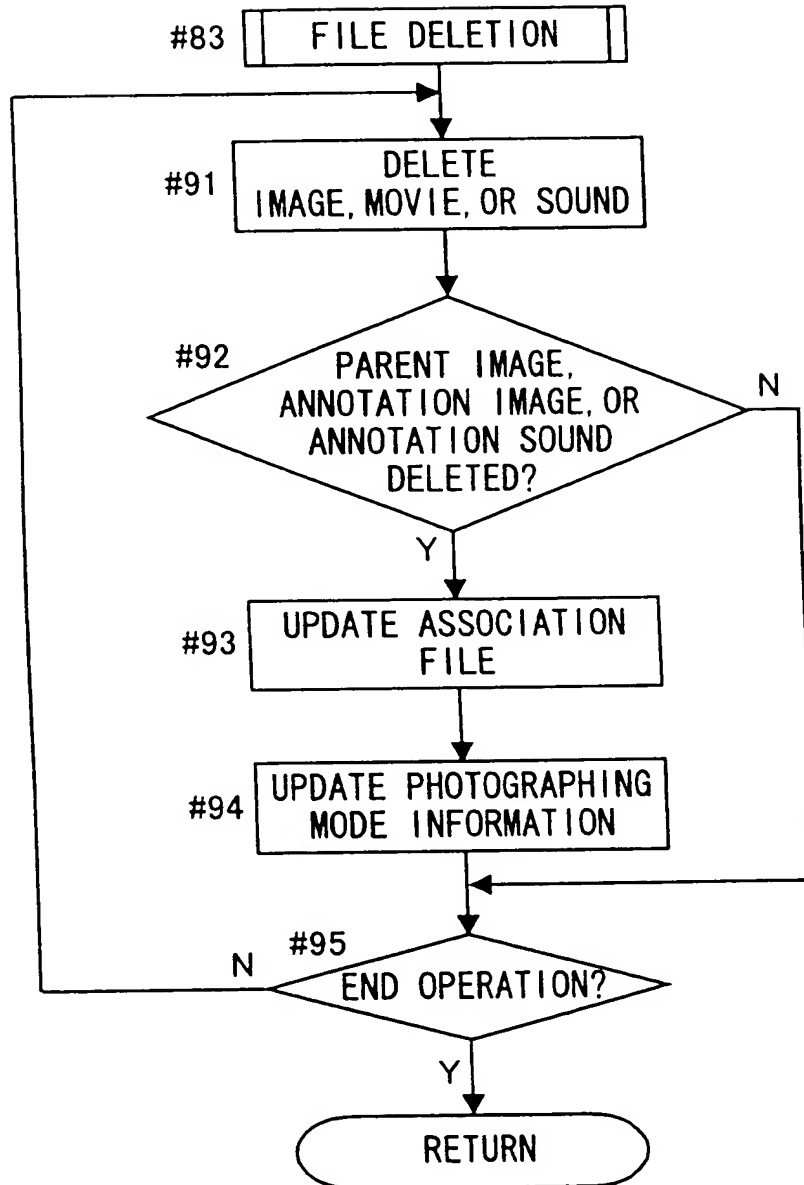 #83 FILE DELETION
#91
DELETE
IMAGE, MOVIE, OR SOUND
#92
PARENT IMAGE,
ANNOTATION IMAGE, OR
ANNOTATION SOUND
DELETED?
N
Y
#93
UPDATE ASSOCIATION
FILE
#94
UPDATE PHOTOGRAPHING
MODE INFORMATION
#95
N
END OPERATION?
Y
RETURN